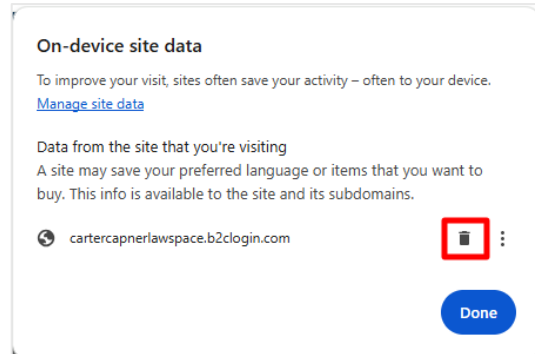 On-device site data
To improve your visit, sites often save your activity – often to your device.
Manage site data
Data from the site that you're visiting
A site may save your preferred language or items that you want to
buy. This info is available to the site and its subdomains.
cartercapnerlawspace.b2clogin.com
Done